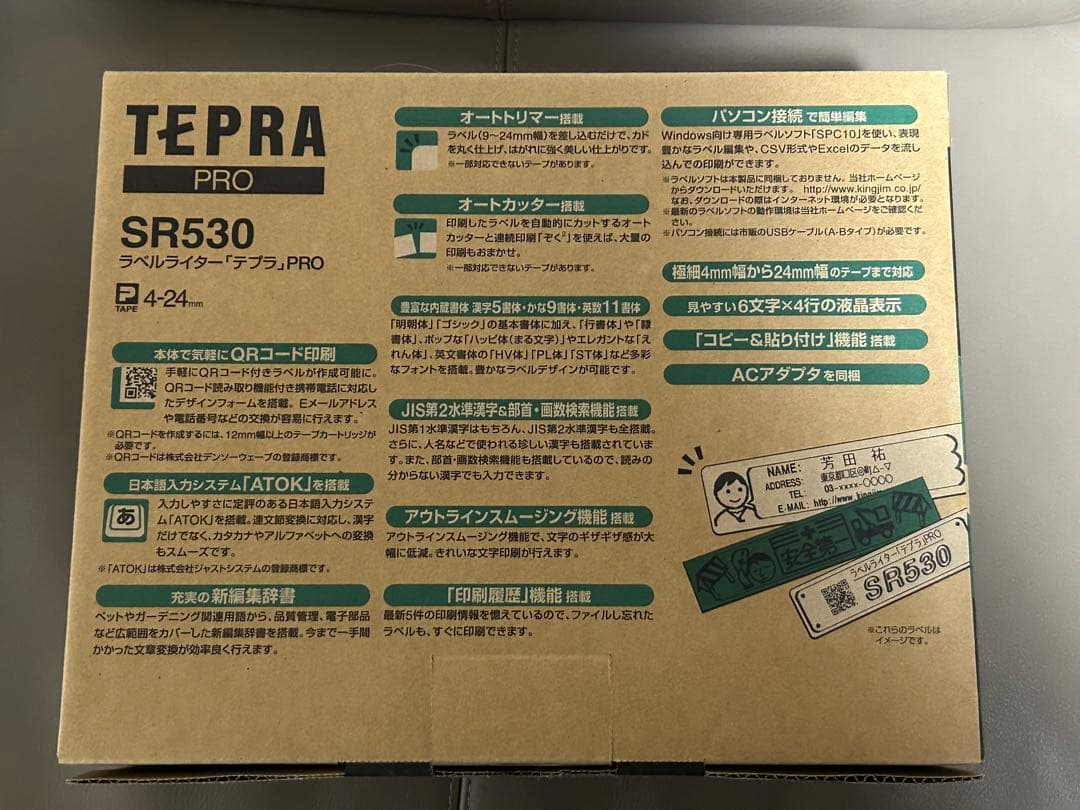 TEPRA
PRO
SR530
ラベルライター「テプラ」PRO
TAPE 4-24mm
本体で気軽にQRコード印刷
手軽にQRコード付きラベルが作成可能に。
QRコード読み取り機能付き携帯電話に対応し
たデザインフォームを搭載。Eメールアドレス
や電話番号などの交換が容易に行えます。
※QRコードを作成するには、12mm幅以上のテープカートリッジが
必要です。
※QRコードは株式会社デンソーウェーブの登録商標です。
日本語入力システム「ATOK」を搭載
あ
入力しやすさに定評のある日本語入力システ
ム「ATOK」を搭載。連文節変換に対応し、漢字
だけでなく、カタカナやアルファベットへの変換
もスムーズです。
※「ATOK」は株式会社ジャストシステムの登録商標です。
充実の新編集辞書
ペットやガーデニング関連用語から、品質管理、電子部品
など広範囲をカバーした新編集辞書を搭載。今まで一手間
かかった文章変換が効率良く行えます。
オートトリマー搭載
ラベル(9〜24mm幅)を差し込むだけで、カド
を丸く仕上げ、はがれに強く美しい仕上がりです。
※一部対応できないテープがあります。
オートカッター搭載
印刷したラベルを自動的にカットするオート
カッターと連続印刷「ぞく²」を使えば、大量の
印刷もおまかせ。
※一部対応できないテープがあります。
豊富な内蔵書体 漢字5書体・かな9書体・英数11書体
「明朝体」「ゴシック」の基本書体に加え、「行書体」や「隷
書体」、ポップな「ハッピ体(まる文字)」やエレガントな「え
れん体」、英文書体の「HV体」「PL体」「ST体」など多彩
なフォントを搭載。豊かなラベルデザインが可能です。
JIS第2水準漢字&部首・画数検索機能搭載
JIS第1水準漢字はもちろん、JIS第2水準漢字も全搭載。
さらに、人名などで使われる珍しい漢字も搭載されていま
す。また、部首・画数検索機能も搭載しているので、読みの
分からない漢字でも入力できます。
アウトラインスムージング機能 搭載
アウトラインスムージング機能で、文字のギザギザ感が大
幅に低減。きれいな文字印刷が行えます。
「印刷履歴」機能 搭載
最新5件の印刷情報を憶えているので、ファイルし忘れた
ラベルも、すぐに印刷できます。
パソコン接続で簡単編集
Windows向け専用ラベルソフト「SPC10」を使い、表現
豊かなラベル編集や、CSV形式やExcelのデータを流し
込んでの印刷ができます。
※ラベルソフトは本製品に同梱しておりません。当社ホームページ
からダウンロードいただけます。 http://www.kingjim.co.jp/
なお、ダウンロードの際はインターネット環境が必要となります。
※最新のラベルソフトの動作環境は当社ホームページをご確認くだ
さい。
※パソコン接続には市販のUSBケーブル(A-Bタイプ)が必要です。
極細4mm幅から24mm幅のテープまで対応
見やすい6文字×4行の液晶表示
「コピー&貼り付け」機能 搭載
ACアダプタを同梱
NAME: 芳田 祐
ADDRESS: 東京都口区◎町△-▽
TEL: 03-xxxx-○○○○
E.MAIL: http://www.kingjim
安全第一
ラベルライター「テプラ」PRO
SR530
※これらのラベルは
イメージです。